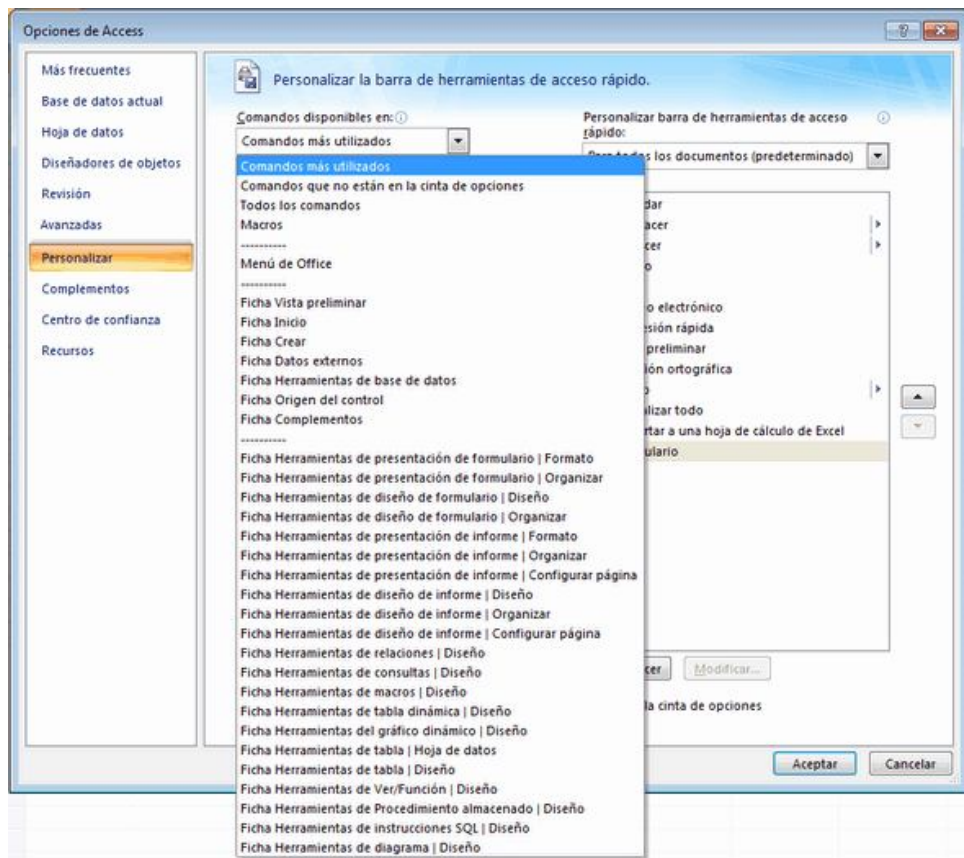 Opciones de Access
Más frecuentes
Base de datos actual
Hoja de datos
Diseñadores de objetos
Revisión
Avanzadas
Personalizar
Complementos
Centro de confianza
Recursos
Personalizar la barra de herramientas de acceso rápido.
Comandos disponibles en:
Comandos más utilizados
Comandos más utilizados
Comandos que no están en la cinta de opciones
Todos los comandos
Macros
----------
Menú de Office
----------
Ficha Vista preliminar
Ficha Inicio
Ficha Crear
Ficha Datos externos
Ficha Herramientas de base de datos
Ficha Origen del control
Ficha Complementos
----------
Ficha Herramientas de presentación de formulario | Formato
Ficha Herramientas de presentación de formulario | Organizar
Ficha Herramientas de diseño de formulario | Diseño
Ficha Herramientas de diseño de formulario | Organizar
Ficha Herramientas de presentación de informe | Formato
Ficha Herramientas de presentación de informe | Organizar
Ficha Herramientas de presentación de informe | Configurar página
Ficha Herramientas de diseño de informe | Diseño
Ficha Herramientas de diseño de informe | Organizar
Ficha Herramientas de diseño de informe | Configurar página
Ficha Herramientas de relaciones | Diseño
Ficha Herramientas de consultas | Diseño
Ficha Herramientas de macros | Diseño
Ficha Herramientas de tabla dinámica | Diseño
Ficha Herramientas del gráfico dinámico | Diseño
Ficha Herramientas de tabla | Hoja de datos
Ficha Herramientas de tabla | Diseño
Ficha Herramientas de Ver/Función | Diseño
Ficha Herramientas de Procedimiento almacenado | Diseño
Ficha Herramientas de instrucciones SQL | Diseño
Ficha Herramientas de diagrama | Diseño
Personalizar barra de herramientas de acceso
rápido:
Para todos los documentos (predeterminado)
dar
acer
cer
o
o electrónico
esión rápida
preliminar
ión ortográfica
lizar todo
rtar a una hoja de cálculo de Excel
ulario
cer
Modificar...
la cinta de opciones
Aceptar
Cancelar